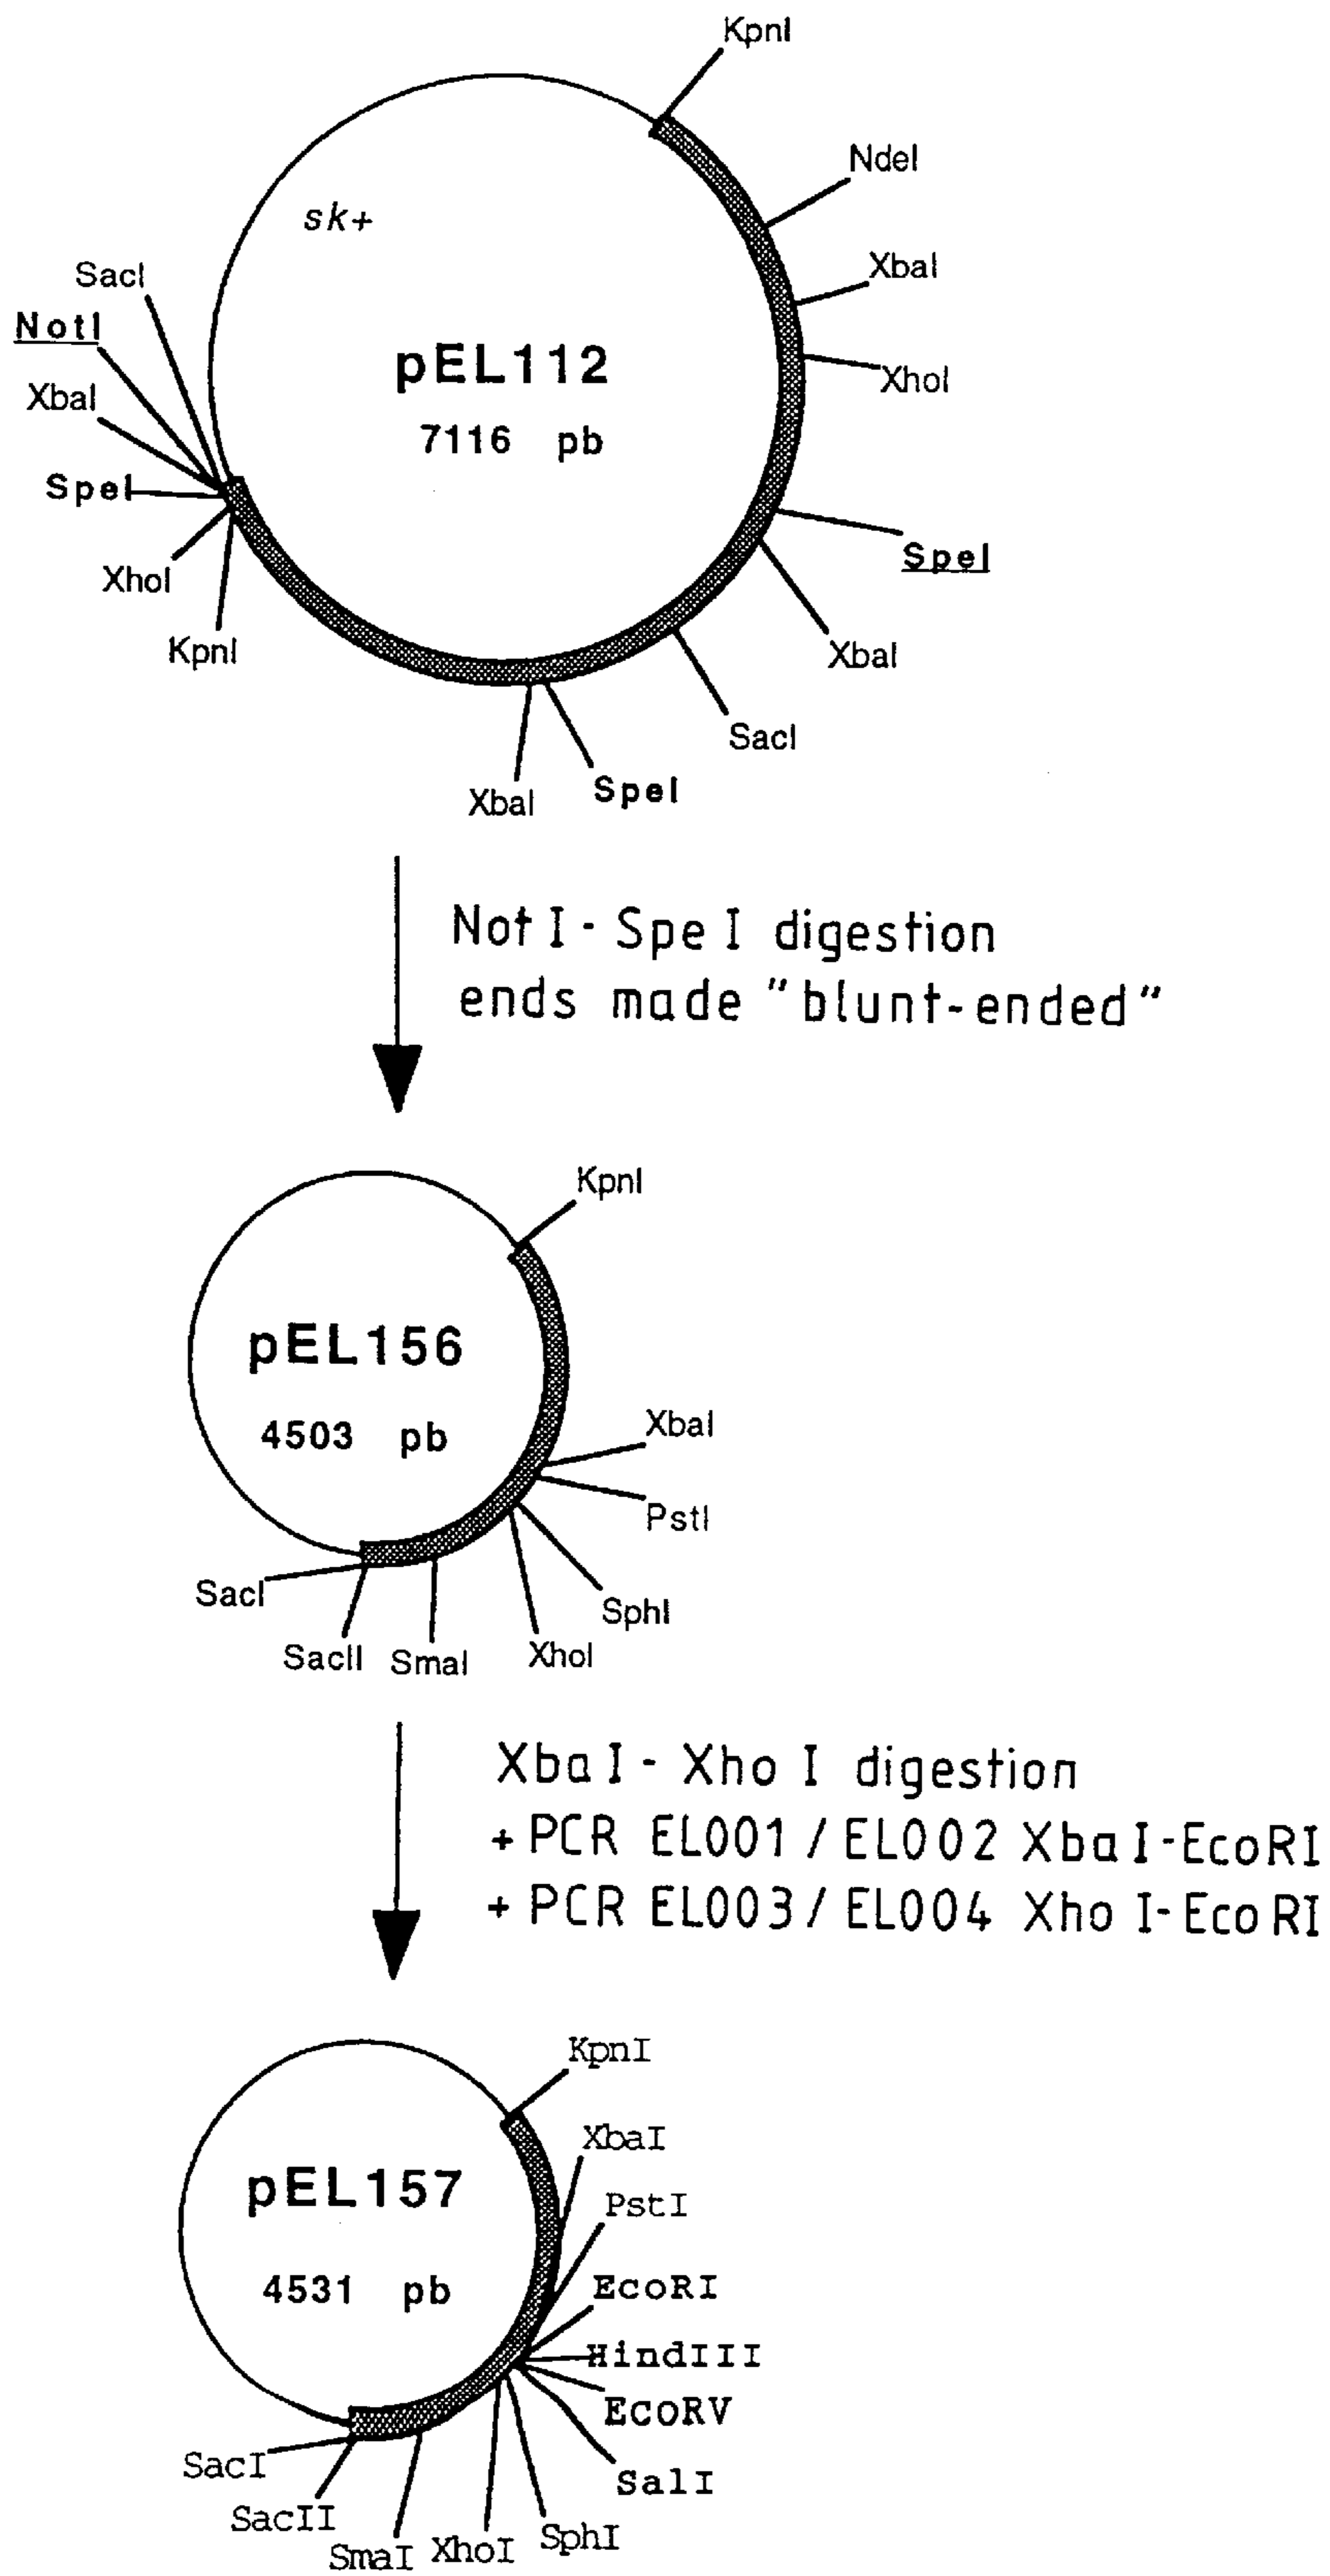 KpnI
NdeI
sk+
XbaI
SacI
NotI
pEL112
XhoI
XbaI
7116 pb
SpeI
SpeI
XhoI
KpnI
XbaI
SacI
SpeI
XbaI
Not I - Spe I digestion
ends made "blunt-ended"
KpnI
pEL156
4503 pb
XbaI
PstI
SacI
SphI
SacII
SmaI
XhoI
Xba I - Xho I digestion
+ PCR EL001 / EL002 Xba I - EcoRI
+ PCR EL003 / EL004 Xho I - EcoRI
KpnI
XbaI
pEL157
PstI
4531 pb
EcoRI
HindIII
EcoRV
SacI
SalI
SacII
SmaI
XhoI
SphI